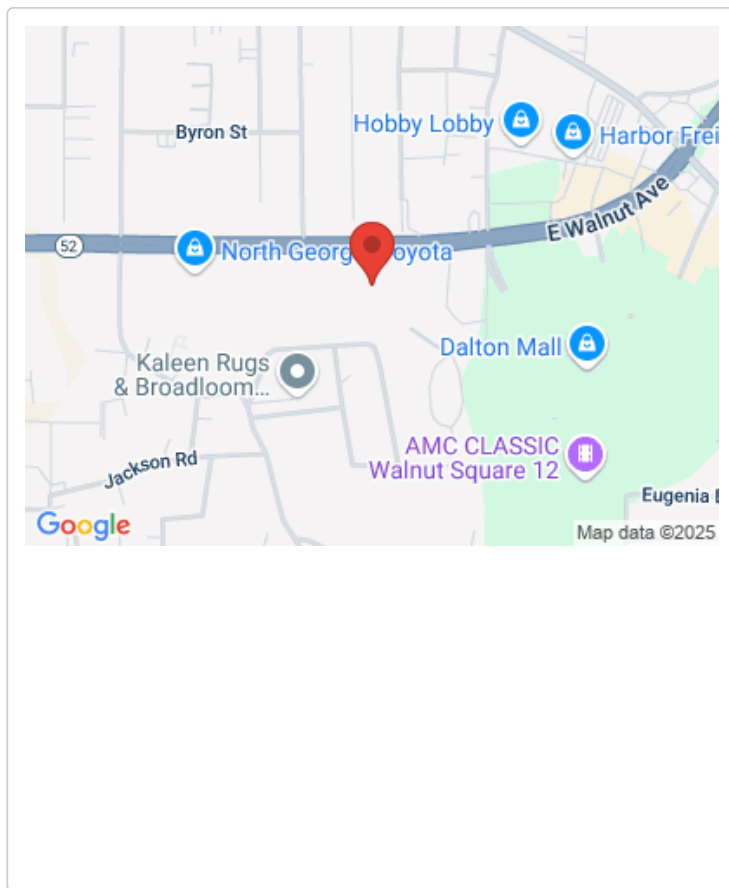 Byron St
Hobby Lobby
Harbor Frei
E Walnut Ave
52
North Georg
oyota
Dalton Mall
Kaleen Rugs
& Broadloom...
AMC CLASSIC
Walnut Square 12
Jackson Rd
Eugenia
Google
Map data ©2025